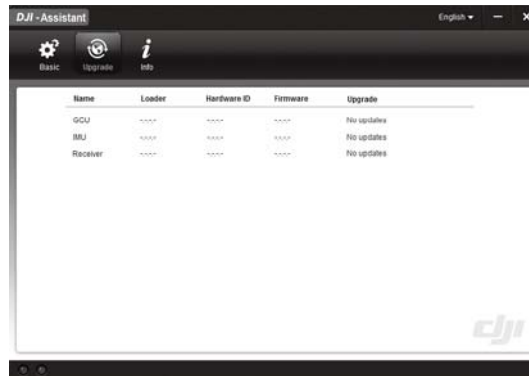 DJI-Assistant English
Basic Upgrade Info
Name Loader Hardware ID Firmware Upgrade
GCU -.-.-.- -.-.-.- -.-.-.- No updates
IMU -.-.-.- -.-.-.- -.-.-.- No updates
Receiver -.-.-.- -.-.-.- -.-.-.- No updates
dji